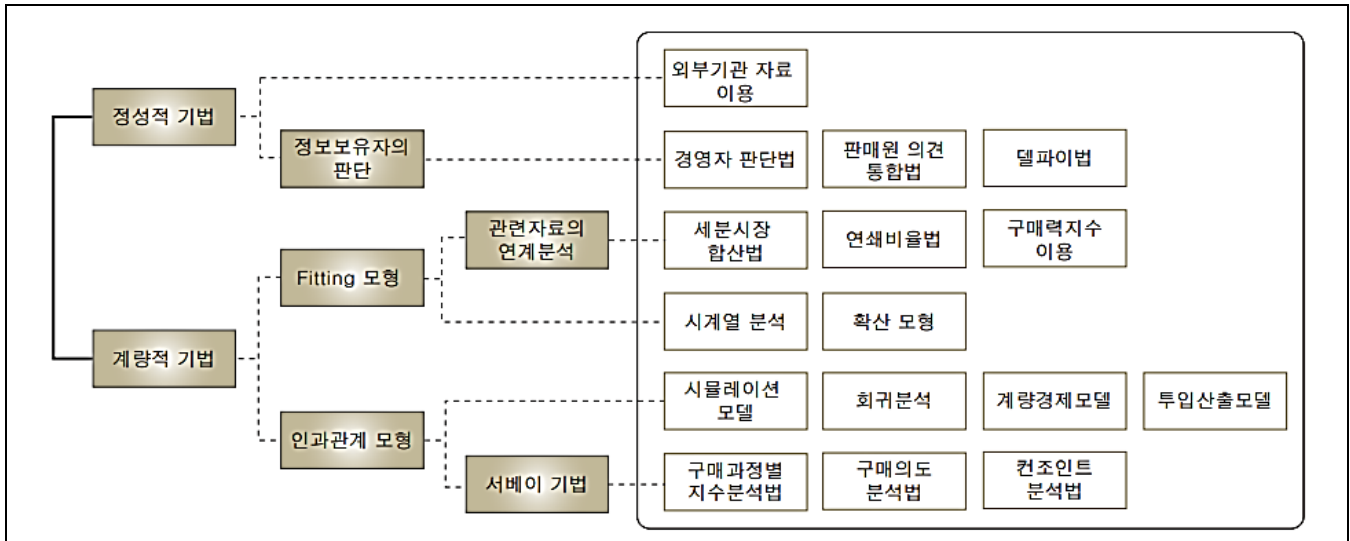 외부기관 자료
이용
정성적 기법
정보보유자의
판단
경영자 판단법
판매원 의견
통합법
델파이법
관련자료의
연계분석
세분시장
합산법
연쇄비율법
구매력지수
이용
Fitting 모형
시계열 분석
확산 모형
계량적 기법
시뮬레이션
모델
회귀분석
계량경제모델
투입산출모델
인과관계 모형
서베이 기법
구매과정별
지수분석법
구매의도
분석법
컨조인트
분석법